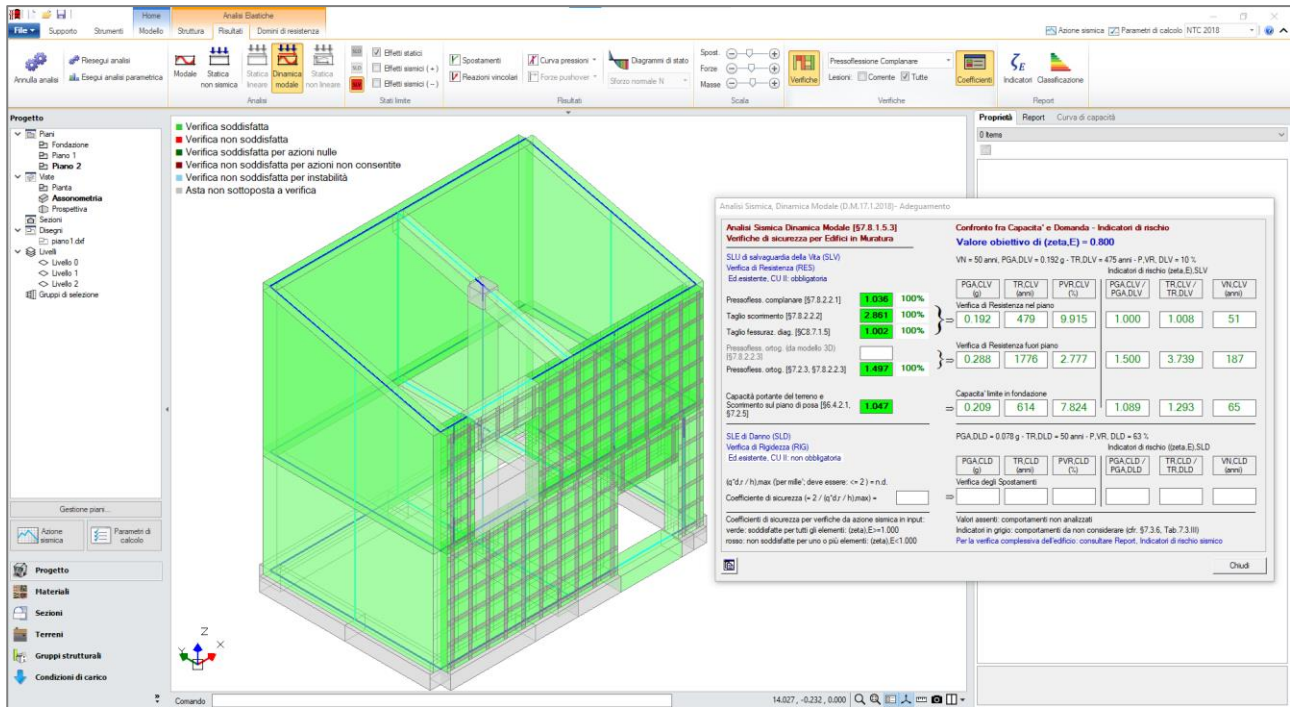 Home
Analisi Elastiche
File
Supporto
Strumenti
Modello
Struttura
Risultati
Domini di resistenza
Azione sismica
Parametri di calcolo
NTC 2018
Annulla analisi
Riesegui analisi
Esegui analisi parametrica
Modale
Statica non sismica
Statica lineare
Dinamica modale
Statica non lineare
Analisi
SLD
SLV
Effetti statici
Effetti sismici (+)
Effetti sismici (−)
Stati limite
Spostamenti
Reazioni vincolari
Curva pressioni
Forze pushover
Diagrammi di stato
Sforzo normale N
Risultati
Spost.
Forze
Masse
Scala
Verifiche
Pressoflessione Complanare
Lesioni:
Corrente
Tutte
Coefficienti
Verifiche
ζE
Indicatori
Classificazione
Report
Progetto
Piani
Fondazione
Piano 1
Piano 2
Viste
Pianta
Assonometria
Prospettiva
Sezioni
Disegni
piano1.dxf
Livelli
Livello 0
Livello 1
Livello 2
Gruppi di selezione
Gestione piani...
Azione sismica
Parametri di calcolo
Progetto
Materiali
Sezioni
Terreni
Gruppi strutturali
Condizioni di carico
Verifica soddisfatta
Verifica non soddisfatta
Verifica soddisfatta per azioni nulle
Verifica non soddisfatta per azioni non consentite
Verifica non soddisfatta per instabilità
Asta non sottoposta a verifica
Z
Y
X
Comando
14.027 , -0.232 , 0.000
Proprietà
Report
Curva di capacità
0 Items
Analisi Sismica, Dinamica Modale (D.M.17.1.2018)- Adeguamento
Analisi Sismica Dinamica Modale [§7.8.1.5.3]
Verifiche di sicurezza per Edifici in Muratura
SLU di salvaguardia della Vita (SLV)
Verifica di Resistenza (RES)
Ed.esistente, CU II: obbligatoria
Pressofless. complanare [§7.8.2.2.1]
1.036
100%
Taglio scorrimento [§7.8.2.2.2]
2.861
100%
Taglio fessuraz. diag. [§C8.7.1.5]
1.002
100%
Pressofless. ortog. (da modello 3D)
[§7.8.2.2.3]
Pressofless. ortog. [§7.2.3, §7.8.2.2.3]
1.497
100%
Capacità portante del terreno e
Scorrimento sul piano di posa [§6.4.2.1,
§7.2.5]
1.047
SLE di Danno (SLD)
Verifica di Rigidezza (RIG)
Ed.esistente, CU II: non obbligatoria
(q*d,r / h),max (per mille; deve essere: <= 2 ) = n.d.
Coefficiente di sicurezza (= 2 / (q*d,r / h),max) =
Coefficienti di sicurezza per verifiche da azione sismica in input:
verde: soddisfatte per tutti gli elementi: (zeta),E>=1.000
rosso: non soddisfatte per uno o più elementi: (zeta),E<1.000
Confronto fra Capacita' e Domanda - Indicatori di rischio
Valore obiettivo di (zeta,E) = 0.800
VN = 50 anni, PGA,DLV = 0.192 g - TR,DLV = 475 anni - P,VR, DLV = 10 %
Indicatori di rischio (zeta,E),SLV
PGA,CLV (g)
TR,CLV (anni)
PVR,CLV (%)
PGA,CLV / PGA,DLV
TR,CLV / TR,DLV
VN,CLV (anni)
Verifica di Resistenza nel piano
0.192
479
9.915
1.000
1.008
51
Verifica di Resistenza fuori piano
0.288
1776
2.777
1.500
3.739
187
Capacita' limite in fondazione
0.209
614
7.824
1.089
1.293
65
PGA,DLD = 0.078 g - TR,DLD = 50 anni - P,VR, DLD = 63 %
Indicatori di rischio (zeta,E),SLD
PGA,CLD (g)
TR,CLD (anni)
PVR,CLD (%)
PGA,CLD / PGA,DLD
TR,CLD / TR,DLD
VN,CLD (anni)
Verifica degli Spostamenti
Valori assenti: comportamenti non analizzati
Indicatori in grigio: comportamenti da non considerare (cfr. §7.3.6, Tab.7.3.III)
Per la verifica complessiva dell'edificio: consultare Report, Indicatori di rischio sismico
Chiudi